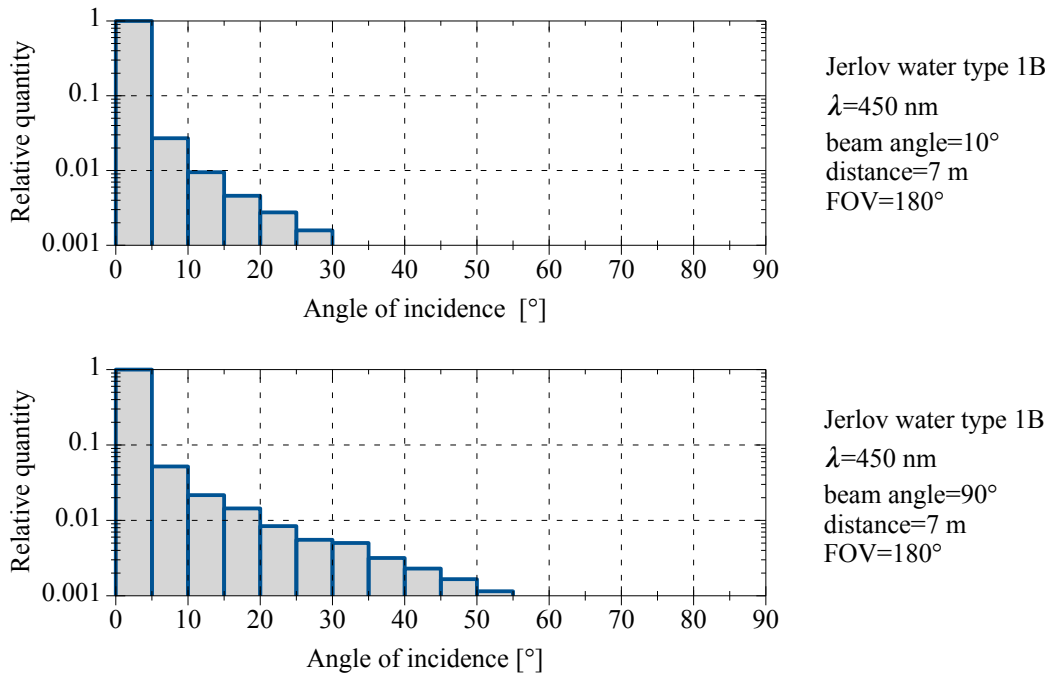 Relative quantity
1
0.1
0.01
0.001
0 10 20 30 40 50 60 70 80 90
Angle of incidence [°]
Jerlov water type 1B
λ=450 nm
beam angle=10°
distance=7 m
FOV=180°
Relative quantity
1
0.1
0.01
0.001
0 10 20 30 40 50 60 70 80 90
Angle of incidence [°]
Jerlov water type 1B
λ=450 nm
beam angle=90°
distance=7 m
FOV=180°